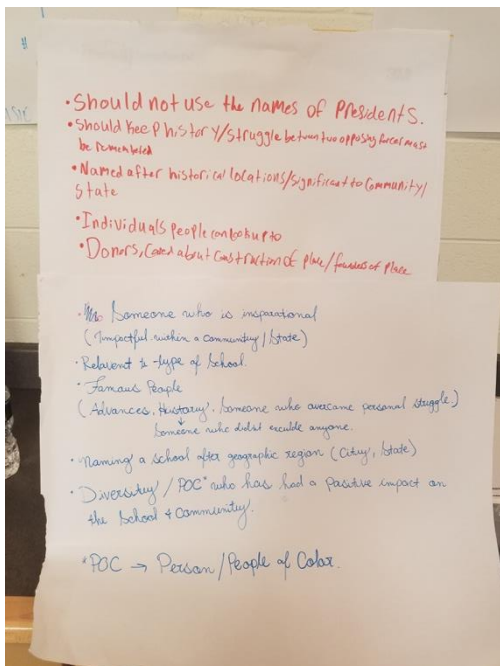 • Should not use the names of Presidents.
• Should keep history/struggle between two opposing forces must
be remembered
• Named after historical locations/significant to community/
state
• Individuals people can look up to
• Donors, cared about construction of place/founders of place
• Someone who is inspirational
(Impactful within a community/State)
• Relavent to type of School.
• Famous People
(Advances, History, Someone who overcame personal struggle.)
Someone who didn't exculde anyone.
• Naming a school after geographic region (City, State)
• Diversity/POC* who has had a positive impact on
the School & Community.
*POC → Person/People of Color.